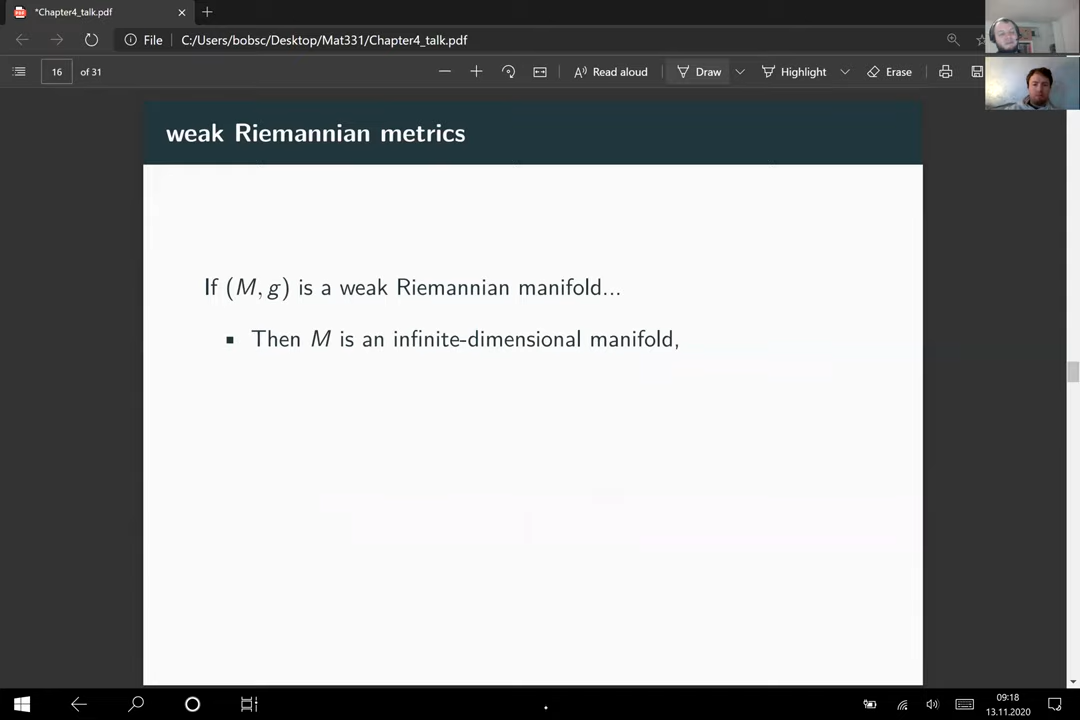 *Chapter4_talk.pdf
File C:/Users/bobsc/Desktop/Mat331/Chapter4_talk.pdf
16 of 31 Read aloud Draw Highlight Erase
weak Riemannian metrics
If (M, g) is a weak Riemannian manifold...
▪ Then M is an infinite-dimensional manifold,
09:18
13.11.2020